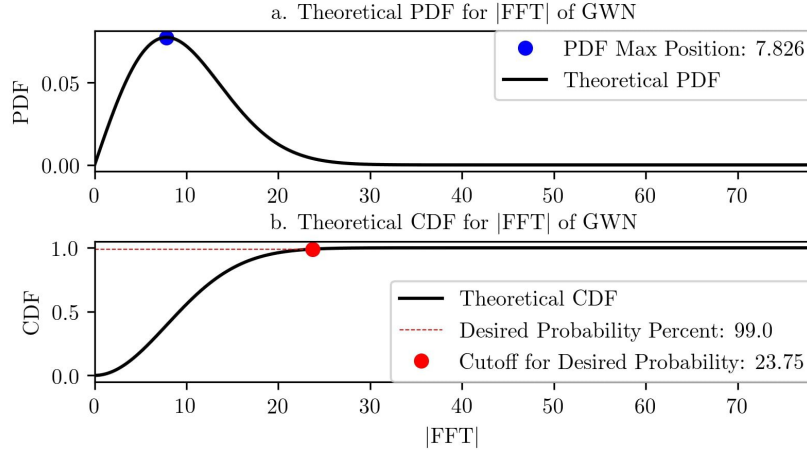 a. Theoretical PDF for |FFT| of GWN
PDF Max Position: 7.826
Theoretical PDF
PDF
0.05
0.00
0 10 20 30 40 50 60 70
b. Theoretical CDF for |FFT| of GWN
Theoretical CDF
Desired Probability Percent: 99.0
Cutoff for Desired Probability: 23.75
CDF
1.0
0.5
0.0
0 10 20 30 40 50 60 70
|FFT|